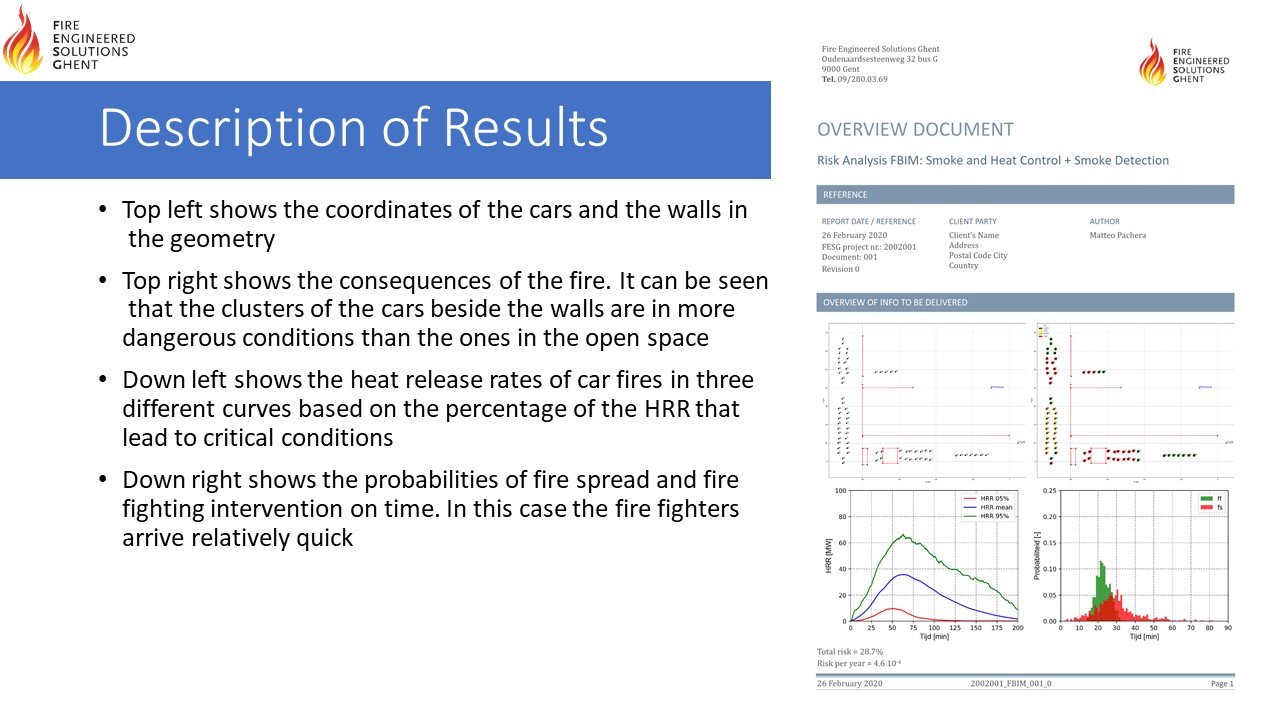 FIRE
ENGINEERED
SOLUTIONS
GHENT
Description of Results
• Top left shows the coordinates of the cars and the walls in
the geometry
• Top right shows the consequences of the fire. It can be seen
that the clusters of the cars beside the walls are in more
dangerous conditions than the ones in the open space
• Down left shows the heat release rates of car fires in three
different curves based on the percentage of the HRR that
lead to critical conditions
• Down right shows the probabilities of fire spread and fire
fighting intervention on time. In this case the fire fighters
arrive relatively quick
Fire Engineered Solutions Ghent
Oudenaardsesteenweg 32 bus G
9000 Gent
Tel. 09/280.03.69
FIRE
ENGINEERED
SOLUTIONS
GHENT
OVERVIEW DOCUMENT
Risk Analysis FBIM: Smoke and Heat Control + Smoke Detection
REFERENCE
REPORT DATE / REFERENCE
26 February 2020
FESG project nr.: 2002001
Document: 001
Revision 0
CLIENT PARTY
Client's Name
Address
Postal Code City
Country
AUTHOR
Matteo Pachera
OVERVIEW OF INFO TO BE DELIVERED
HRR [MW]
100
80
60
40
20
0
HRR 05%
HRR mean
HRR 95%
0 25 50 75 100 125 150 175 200
Tijd [min]
Probabiliteid [-]
0.25
0.20
0.15
0.10
0.05
0.00
ff
fs
0 10 20 30 40 50 60 70 80 90
Tijd [min]
Total risk = 28.7%
Risk per year = 4.6 10⁻⁴
26 February 2020 2002001_FBIM_001_0 Page 1